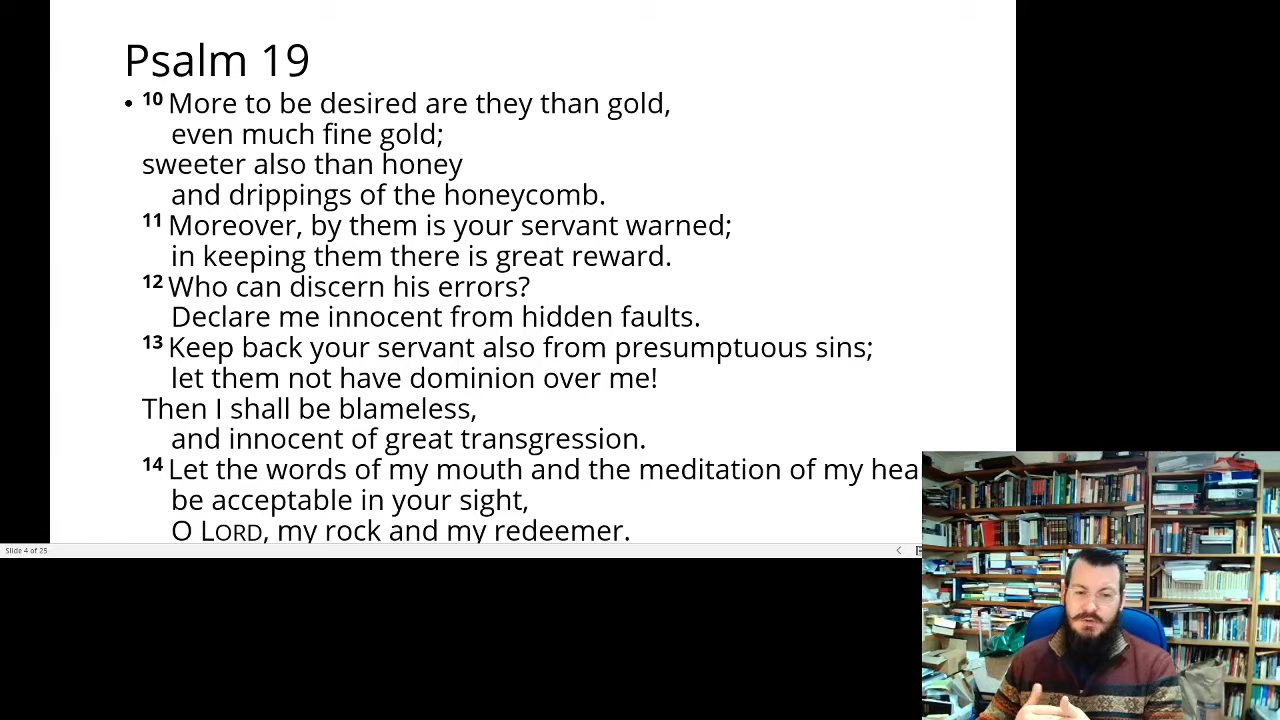 Psalm 19
• 10 More to be desired are they than gold,
even much fine gold;
sweeter also than honey
and drippings of the honeycomb.
11 Moreover, by them is your servant warned;
in keeping them there is great reward.
12 Who can discern his errors?
Declare me innocent from hidden faults.
13 Keep back your servant also from presumptuous sins;
let them not have dominion over me!
Then I shall be blameless,
and innocent of great transgression.
14 Let the words of my mouth and the meditation of my hea
be acceptable in your sight,
O LORD, my rock and my redeemer.
Slide 4 of 25